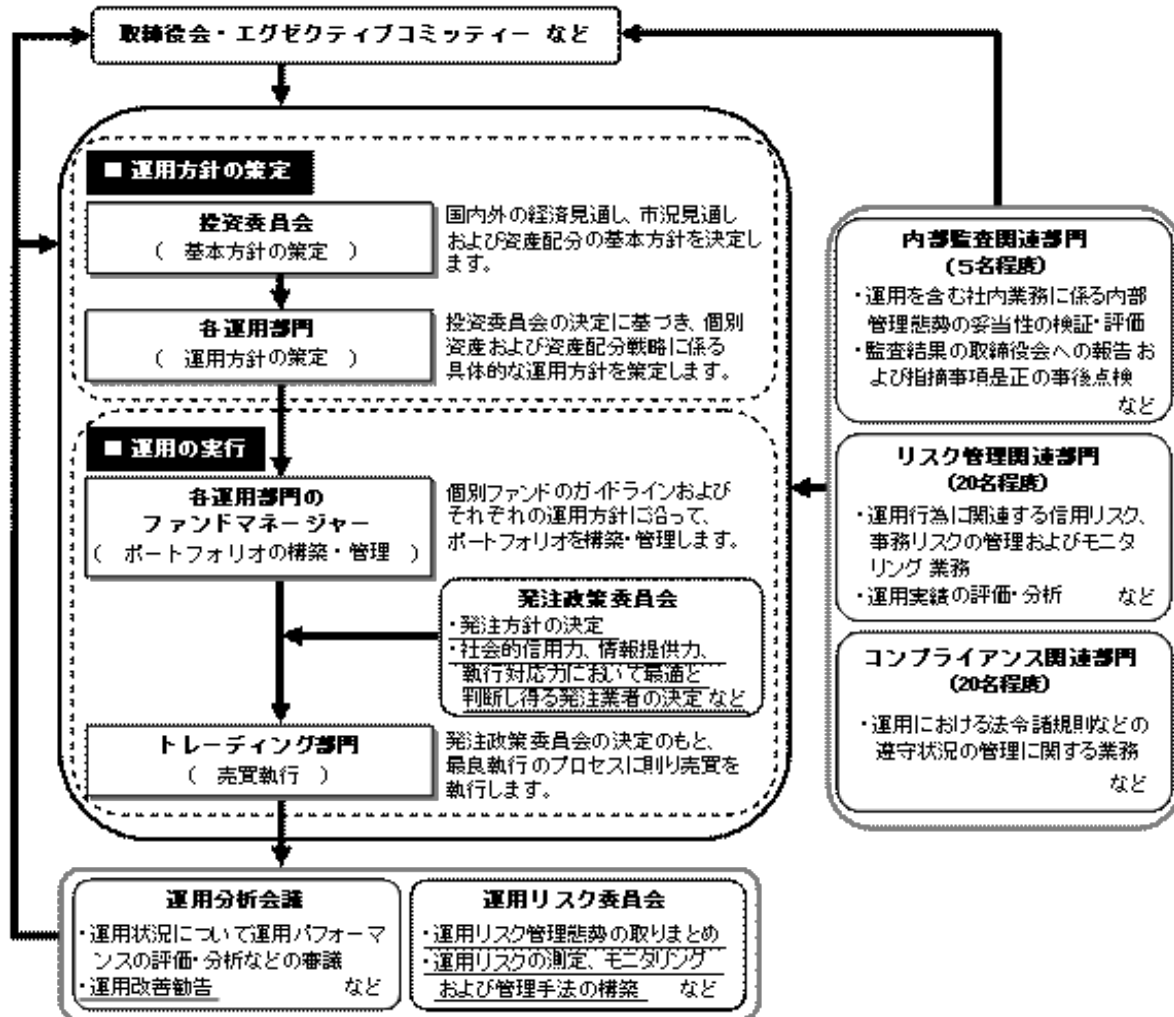 取締役会・エグゼクティブコミッティー など
■ 運用方針の策定
投資委員会
( 基本方針の策定 )
国内外の経済見通し、市況見通し
および資産配分の基本方針を決定し
ます。
各運用部門
( 運用方針の策定 )
投資委員会の決定に基づき、個別
資産および資産配分戦略に係る
具体的な運用方針を策定します。
■ 運用の実行
各運用部門の
ファンドマネージャー
( ポートフォリオの構築・管理 )
個別ファンドのガイドラインおよび
それぞれの運用方針に沿って、
ポートフォリオを構築・管理します。
発注政策委員会
・発注方針の決定
・社会的信用力、情報提供力、
執行対応力において最適と
判断し得る発注業者の決定 など
トレーディング部門
( 売買執行 )
発注政策委員会の決定のもと、
最良執行のプロセスに則り売買を
執行します。
運用分析会議
・運用状況について運用パフォーマ
ンスの評価・分析などの審議
・運用改善勧告 など
運用リスク委員会
・運用リスク管理態勢の取りまとめ
・運用リスクの測定、モニタリング
および管理手法の構築 など
内部監査関連部門
(5名程度)
・運用を含む社内業務に係る内部
管理態勢の妥当性の検証・評価
・監査結果の取締役会への報告お
よび指摘事項是正の事後点検
など
リスク管理関連部門
(20名程度)
・運用行為に関連する信用リスク、
事務リスクの管理およびモニタ
リング業務
・運用実績の評価・分析 など
コンプライアンス関連部門
(20名程度)
・運用における法令諸規則などの
遵守状況の管理に関する業務
など